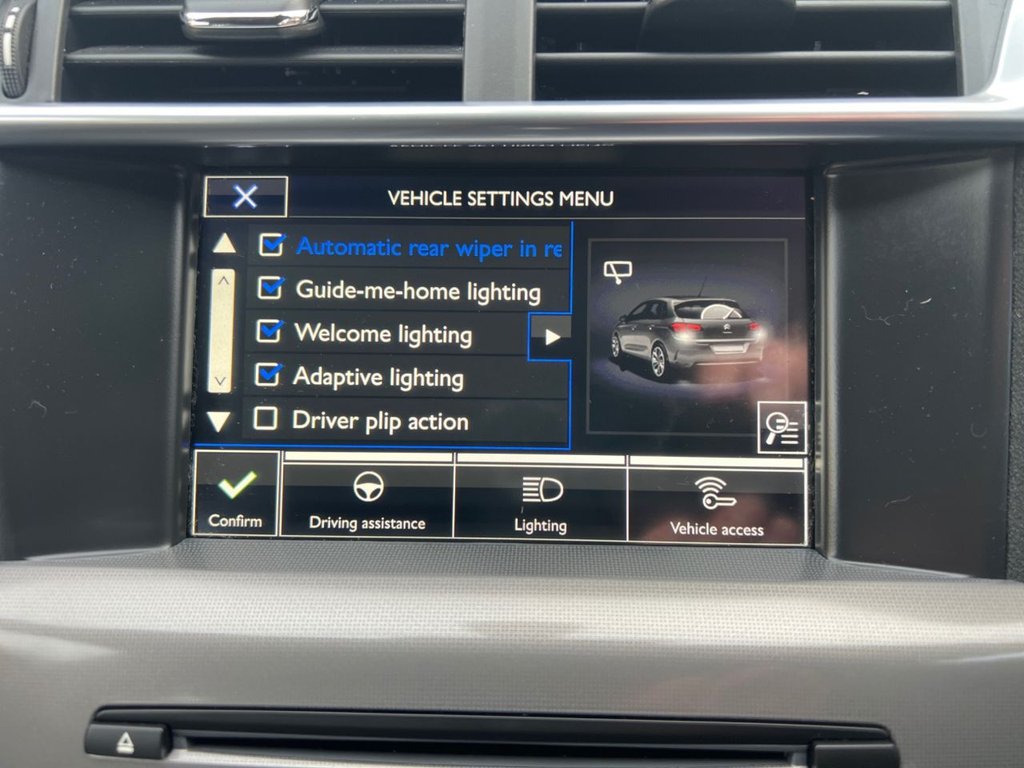 VEHICLE SETTINGS MENU
Automatic rear wiper in re
Guide-me-home lighting
Welcome lighting
Adaptive lighting
Driver plip action
Confirm
Driving assistance
Lighting
Vehicle access